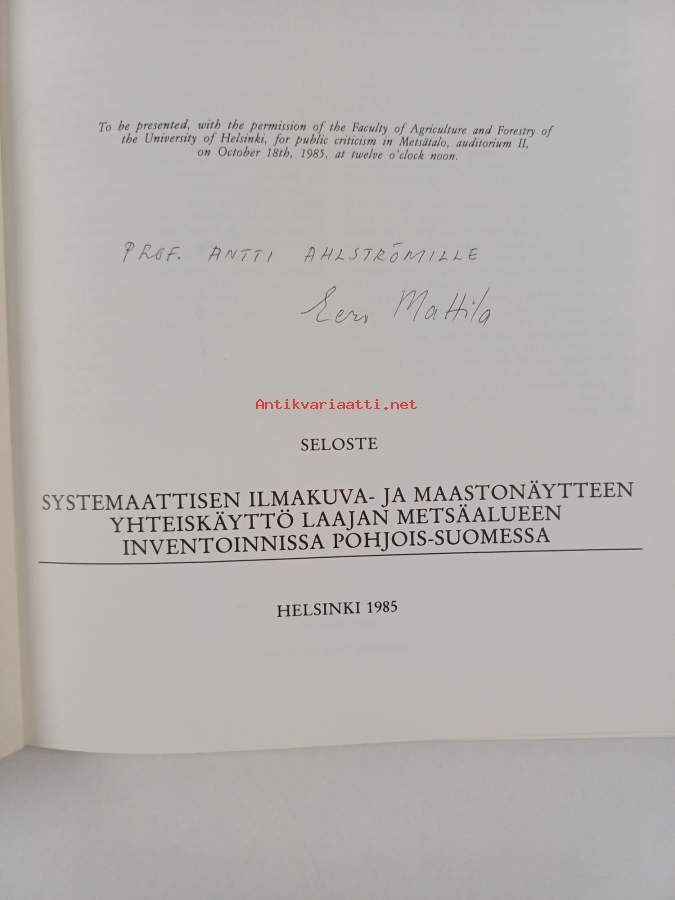 To be presented, with the permission of the Faculty of Agriculture and Forestry of
the University of Helsinki, for public criticism in Metsätalo, auditorium II,
on October 18th, 1985, at twelve o'clock noon.
PROF. ANTTI AHLSTRÖMILLE
Eero Mattila
Antikvariaatti.net
SELOSTE
SYSTEMAATTISEN ILMAKUVA- JA MAASTONÄYTTEEN
YHTEISKÄYTTÖ LAAJAN METSÄALUEEN
INVENTOINNISSA POHJOIS-SUOMESSA
HELSINKI 1985